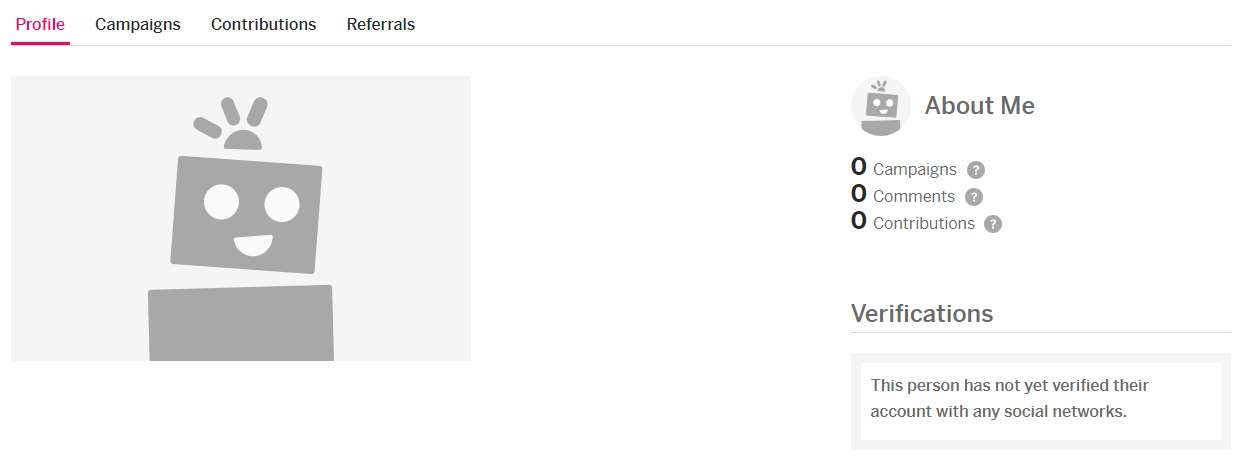 Profile Campaigns Contributions Referrals
About Me
0 Campaigns ?
0 Comments ?
0 Contributions ?
Verifications
This person has not yet verified their
account with any social networks.